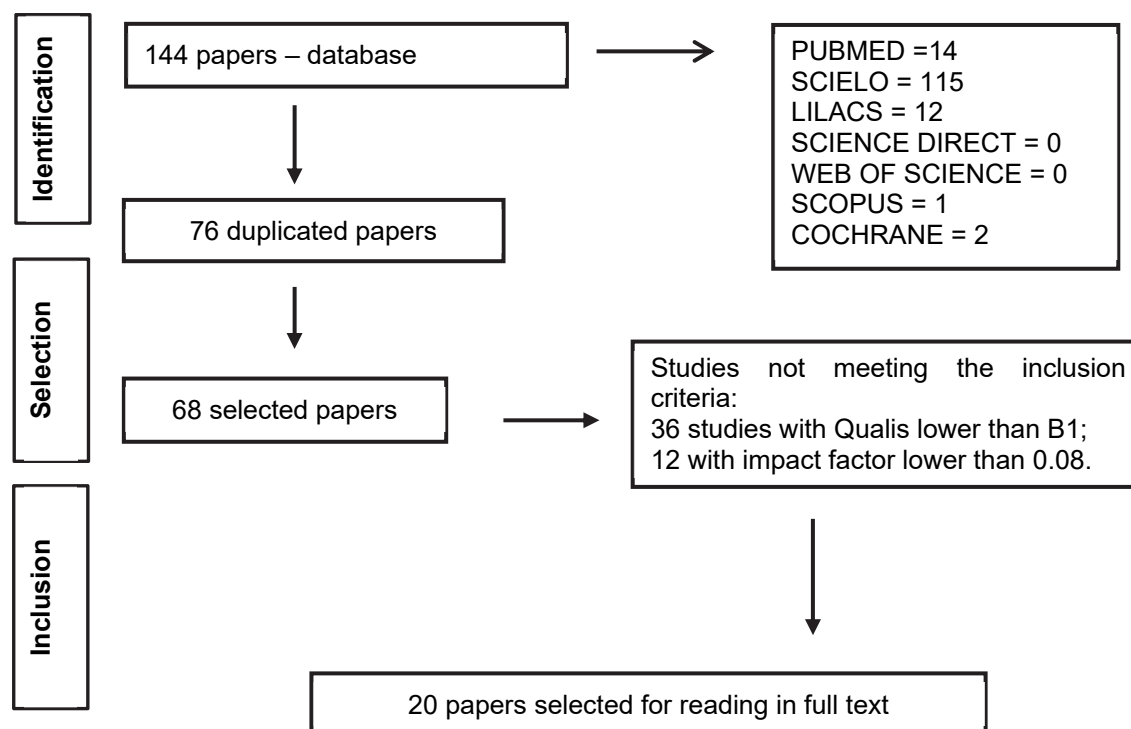 Identification
144 papers – database
PUBMED =14
SCIELO = 115
LILACS = 12
SCIENCE DIRECT = 0
WEB OF SCIENCE = 0
SCOPUS = 1
COCHRANE = 2
76 duplicated papers
Selection
68 selected papers
Studies not meeting the inclusion
criteria:
36 studies with Qualis lower than B1;
12 with impact factor lower than 0.08.
Inclusion
20 papers selected for reading in full text